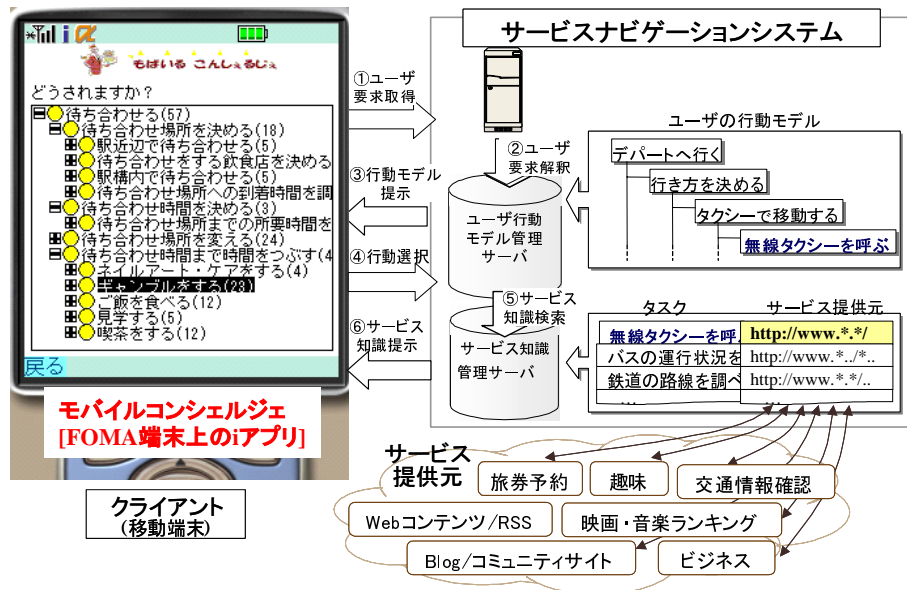 サービスナビゲーションシステム
iα
もばいる こんしぇるじぇ
どうされますか？
待ち合わせる(57)
待ち合わせ場所を決める(18)
駅近辺で待ち合わせる(5)
待ち合わせをする飲食店を決める
駅構内で待ち合わせる(5)
待ち合わせ場所への到着時間を調
待ち合わせ時間を決める(3)
待ち合わせ場所までの所要時間を
待ち合わせ場所を変える(24)
待ち合わせ時間まで時間をつぶす(4
ネイルアート・ケアをする(4)
ギャンブルをする(23)
ご飯を食べる(12)
見学する(5)
喫茶をする(12)
戻る
モバイルコンシェルジェ
[FOMA端末上のiアプリ]
クライアント
(移動端末)
①ユーザ
要求取得
②ユーザ
要求解釈
③行動モデル
提示
④行動選択
⑤サービス
知識検索
⑥サービス
知識提示
ユーザ行動
モデル管理
サーバ
サービス知識
管理サーバ
ユーザの行動モデル
デパートへ行く
行き方を決める
タクシーで移動する
無線タクシーを呼ぶ
タスク
サービス提供元
無線タクシーを呼
http://www.*.*/
バスの運行状況を
http://www.*../*..
鉄道の路線を調べ
http://www.*.*/..
…
…
サービス
提供元
旅券予約
趣味
交通情報確認
Webコンテンツ/RSS
映画・音楽ランキング
Blog/コミュニティサイト
ビジネス